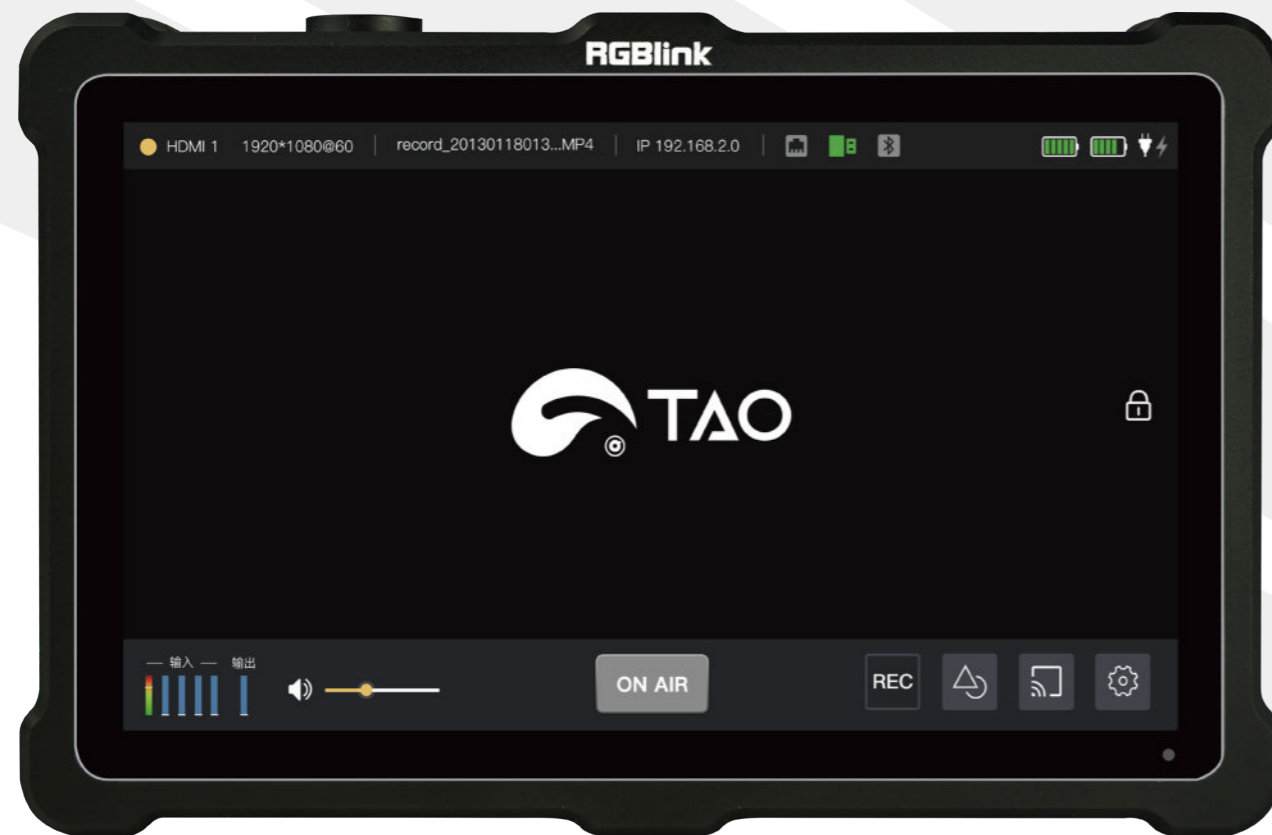 RGBlink
HDMI 1 1920*1080@60 record_20130118013...MP4 IP 192.168.2.0
TAO
输入 输出
ON AIR REC